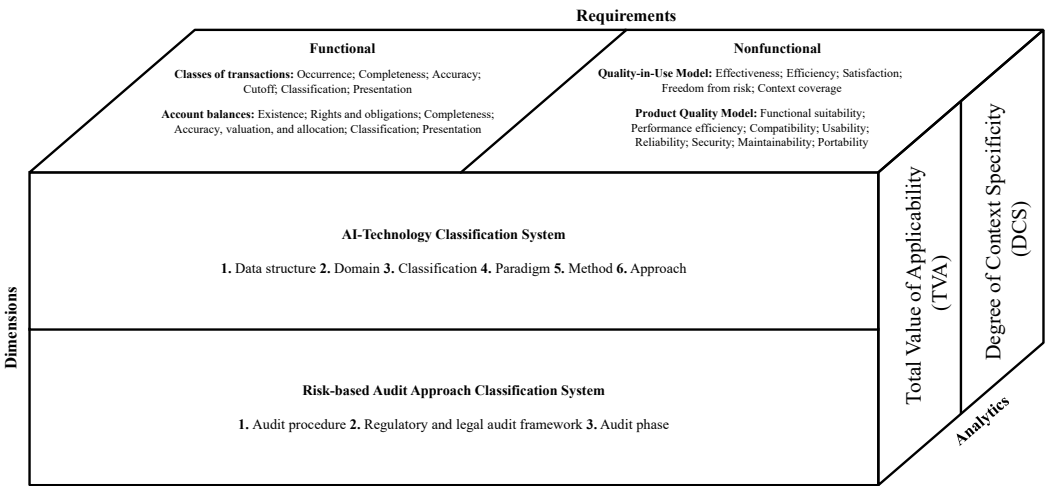 Requirements
Functional
Classes of transactions: Occurrence; Completeness; Accuracy;
Cutoff; Classification; Presentation
Account balances: Existence; Rights and obligations; Completeness;
Accuracy, valuation, and allocation; Classification; Presentation
Nonfunctional
Quality-in-Use Model: Effectiveness; Efficiency; Satisfaction;
Freedom from risk; Context coverage
Product Quality Model: Functional suitability;
Performance efficiency; Compatibility; Usability;
Reliability; Security; Maintainability; Portability
Dimensions
AI-Technology Classification System
1. Data structure 2. Domain 3. Classification 4. Paradigm 5. Method 6. Approach
Risk-based Audit Approach Classification System
1. Audit procedure 2. Regulatory and legal audit framework 3. Audit phase
Total Value of Applicability
(TVA)
Degree of Context Specificity
(DCS)
Analytics